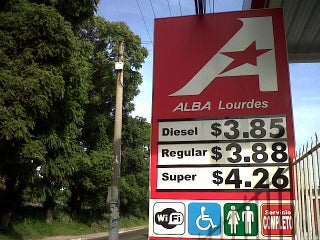 A
ALBA Lourdes
Diesel $3.85
Regular $3.88
Super $4.26
WiFi
Servicio
COMPLETO